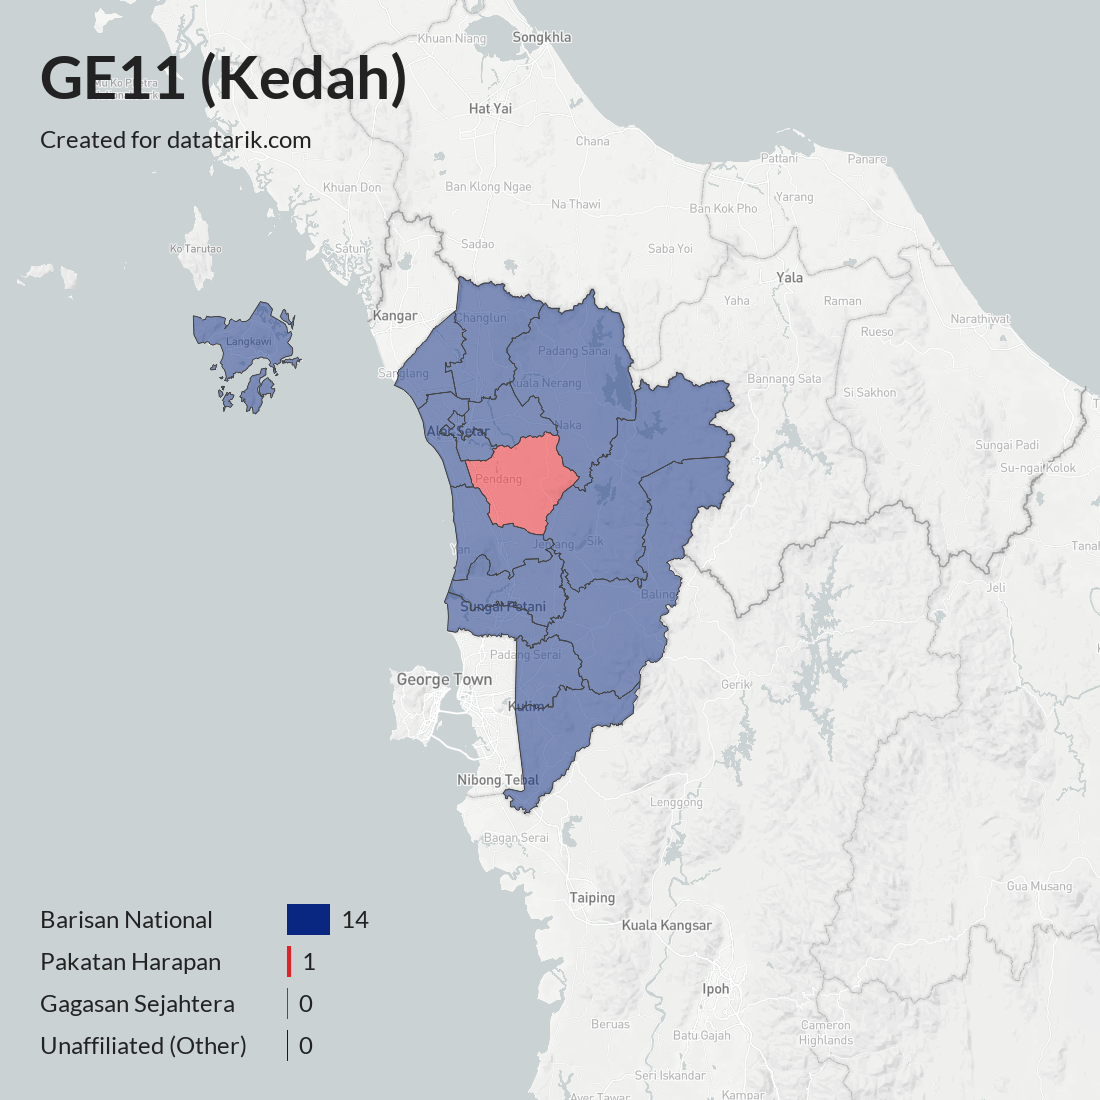 GE11 (Kedah)
Created for datatarik.com
Khuan Niang
Songkhla
Hat Yai
Chana
Pattani
Panare
Khuan Don
Ban Klong Ngae
Na Thawi
Yarang
Ban Kok Pho
Ko Tarutao
Satun
Sadao
Saba Yoi
Yala
Yaha
Raman
Kangar
Changlun
Narathiwat
Rueso
Langkawi
Padang Sanai
Sanglang
Kuala Nerang
Bannang Sata
Si Sakhon
Alor Setar
Naka
Sungai Padi
Su-ngai Kolok
Pendang
Yan
Jeniang
Sik
Tanah
Jeli
Baling
Sungai Petani
Padang Serai
George Town
Gerik
Kulim
Nibong Tebal
Lenggong
Bagan Serai
Gua Musang
Taiping
Kuala Kangsar
Barisan National 14
Pakatan Harapan 1
Gagasan Sejahtera 0
Unaffiliated (Other) 0
Ipoh
Beruas
Batu Gajah
Cameron
Highlands
Seri Iskandar
Kampar
Ayer Tawar